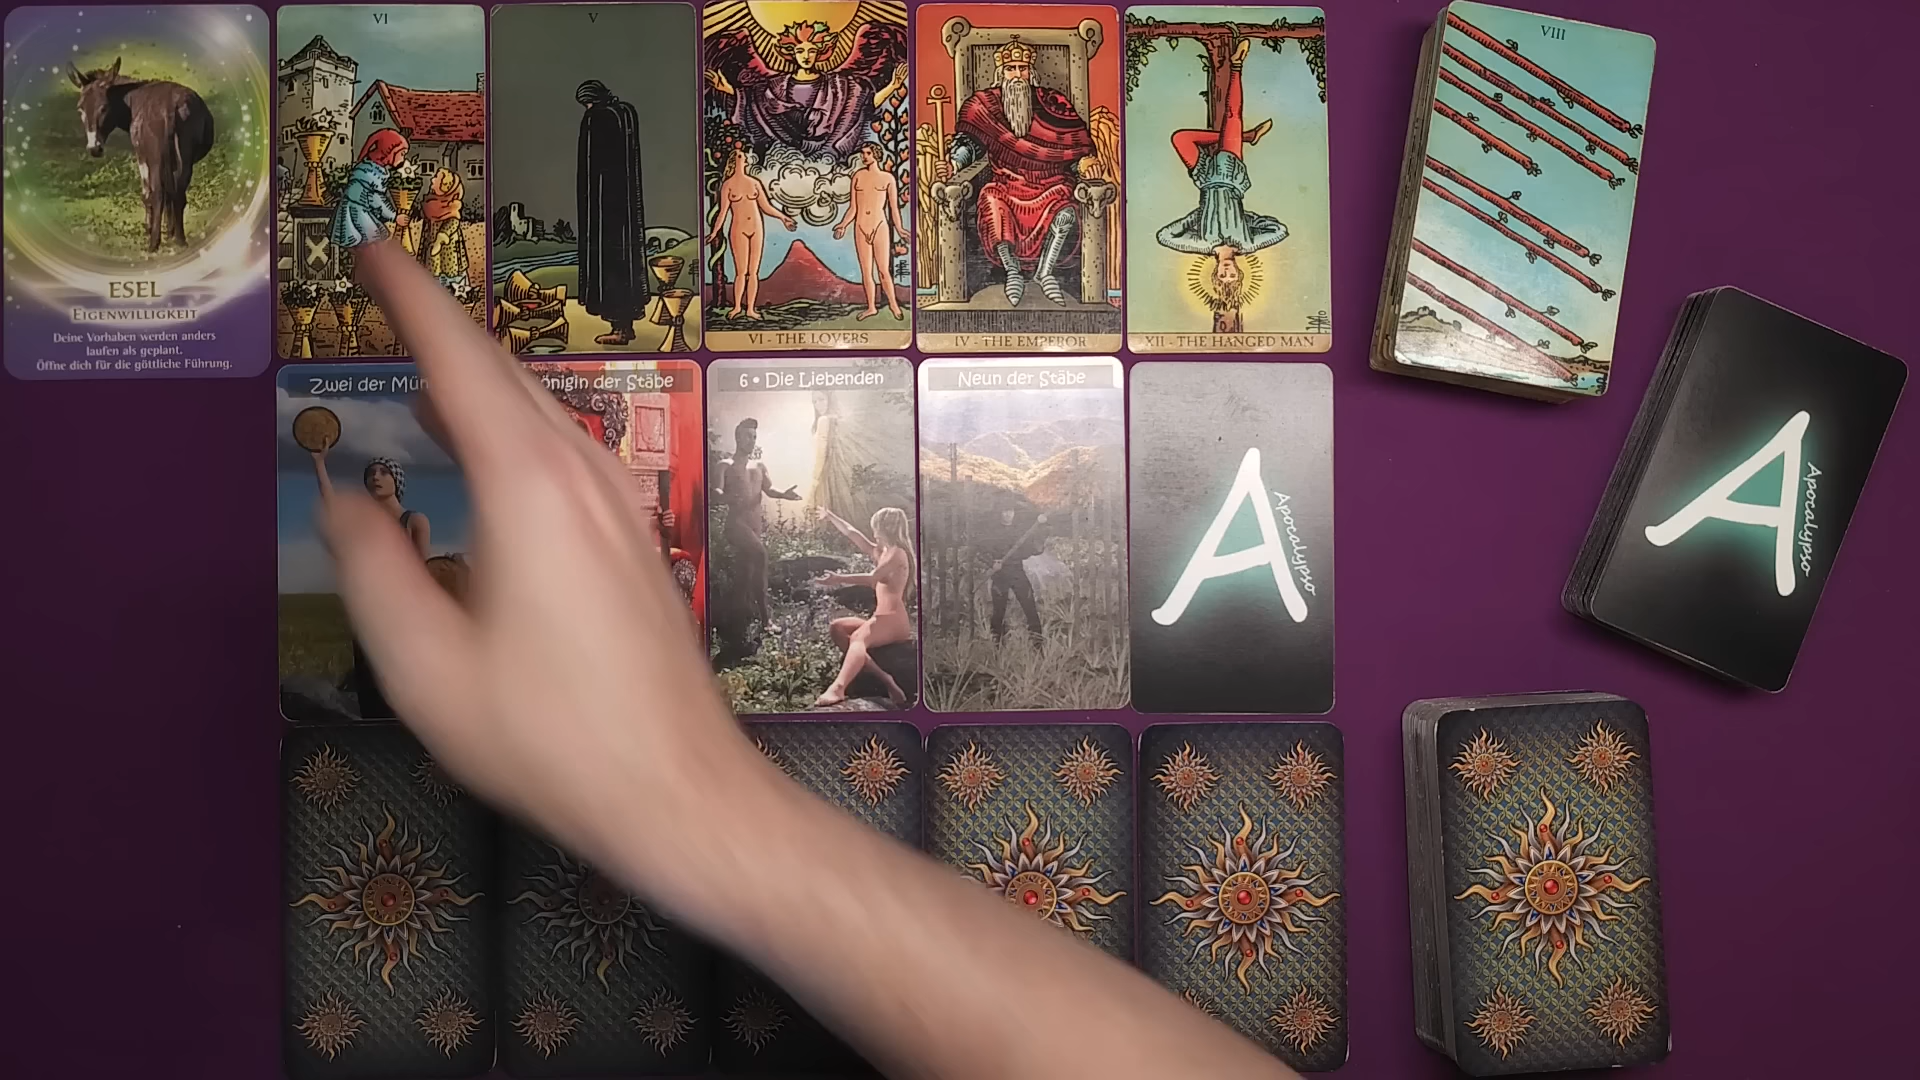 ESEL
EIGENWILLIGKEIT
Deine Vorhaben werden anders
laufen als geplant.
Öffne dich für die göttliche Führung.
VI
V
VI - THE LOVERS
IV - THE EMPEROR
XII - THE HANGED MAN
VIII
Zwei der
der Stäbe
6 • Die Liebenden
Neun der Stäbe
A
Apocalypso
A
Apocalypso